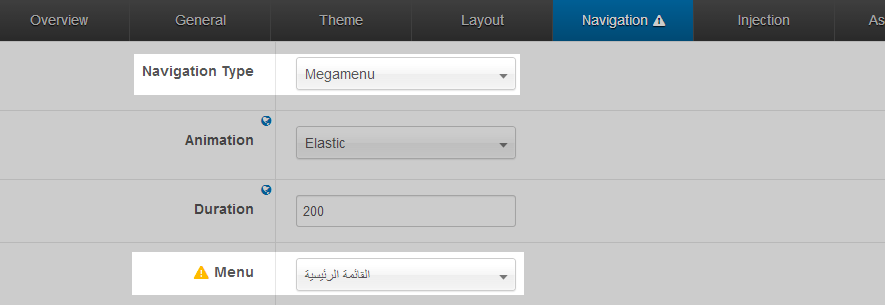 Overview General Theme Layout Navigation Injection As
Navigation Type Megamenu
Animation Elastic
Duration 200
Menu القائمة الرئيسية